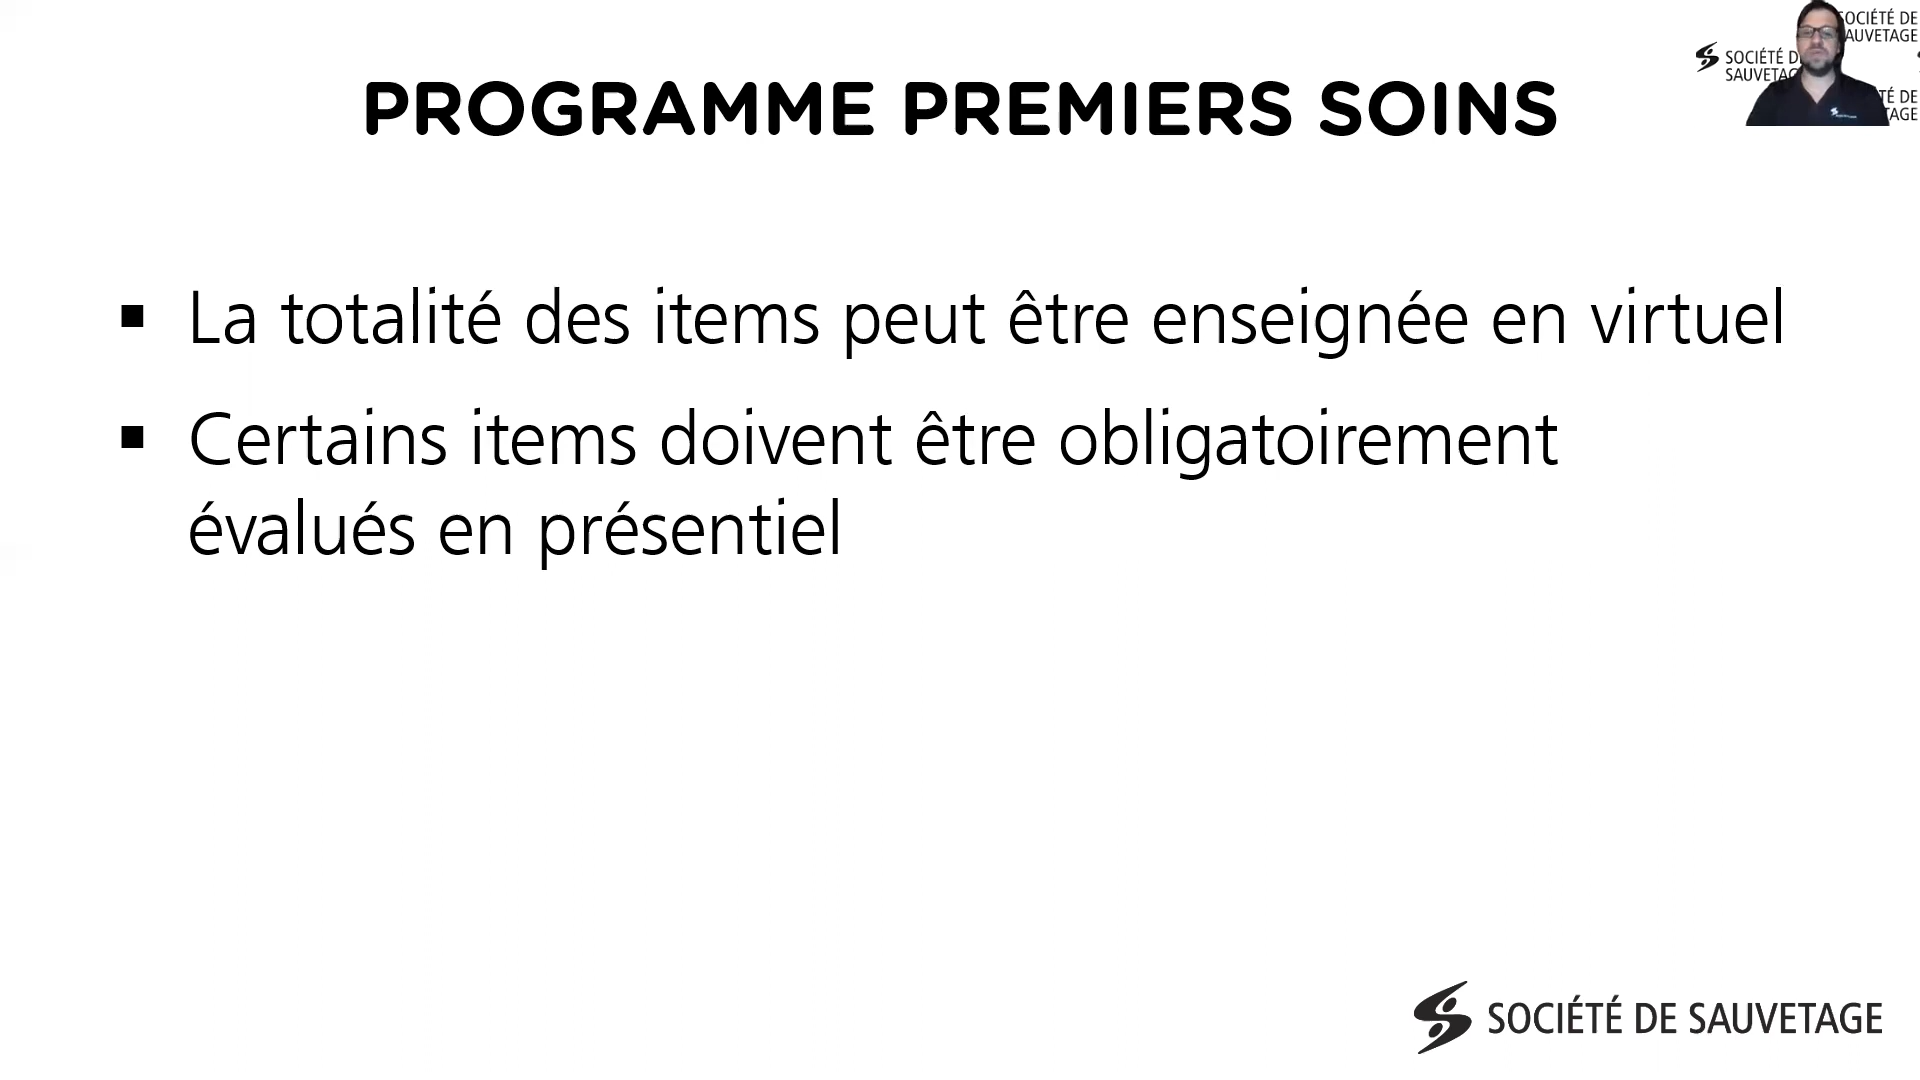 PROGRAMME PREMIERS SOINS
SOCIÉTÉ DE
SAUVETAGE
La totalité des items peut être enseignée en virtuel
Certains items doivent être obligatoirement
évalués en présentiel
SOCIÉTÉ DE SAUVETAGE